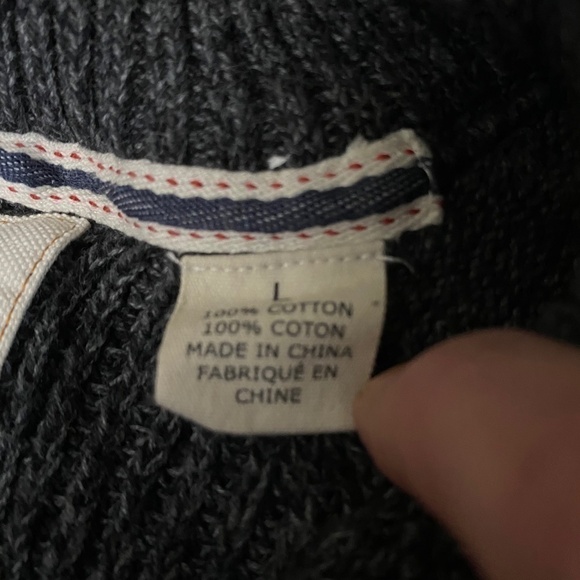 L
100% COTTON
100% COTON
MADE IN CHINA
FABRIQUÉ EN
CHINE